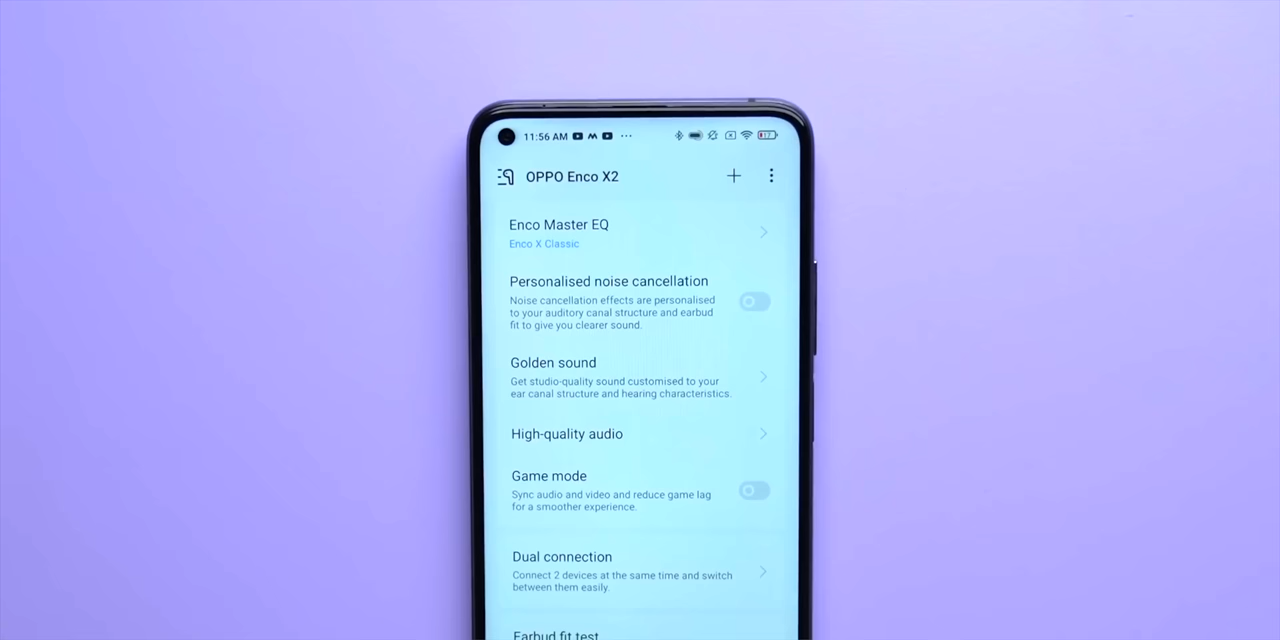 11:56 AM
17
OPPO Enco X2
Enco Master EQ
Enco X Classic
Personalised noise cancellation
Noise cancellation effects are personalised
to your auditory canal structure and earbud
fit to give you clearer sound.
Golden sound
Get studio-quality sound customised to your
ear canal structure and hearing characteristics.
High-quality audio
Game mode
Sync audio and video and reduce game lag
for a smoother experience.
Dual connection
Connect 2 devices at the same time and switch
between them easily.
Earbud fit test